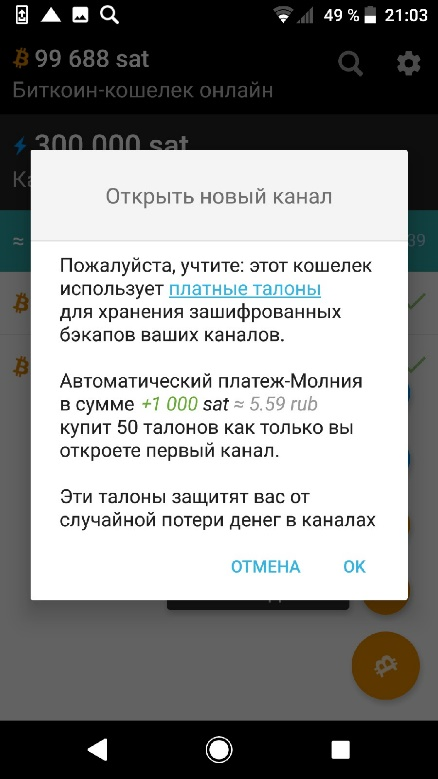 49 % 21:03
99 688 sat
Биткоин-кошелек онлайн
300 000 sat
Открыть новый канал
≈
39
Пожалуйста, учтите: этот кошелек
использует платные талоны
для хранения зашифрованных
бэкапов ваших каналов.
Автоматический платеж-Молния
в сумме +1 000 sat ≈ 5.59 rub
купит 50 талонов как только вы
откроете первый канал.
Эти талоны защитят вас от
случайной потери денег в каналах
ОТМЕНА OK